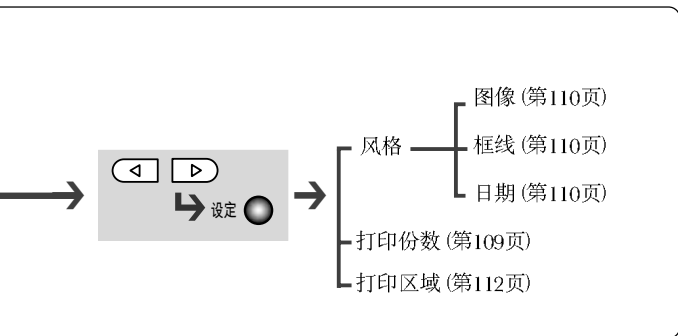 图像 (第110页)
风格
框线 (第110页)
设定
日期 (第110页)
打印份数 (第109页)
打印区域 (第112页)